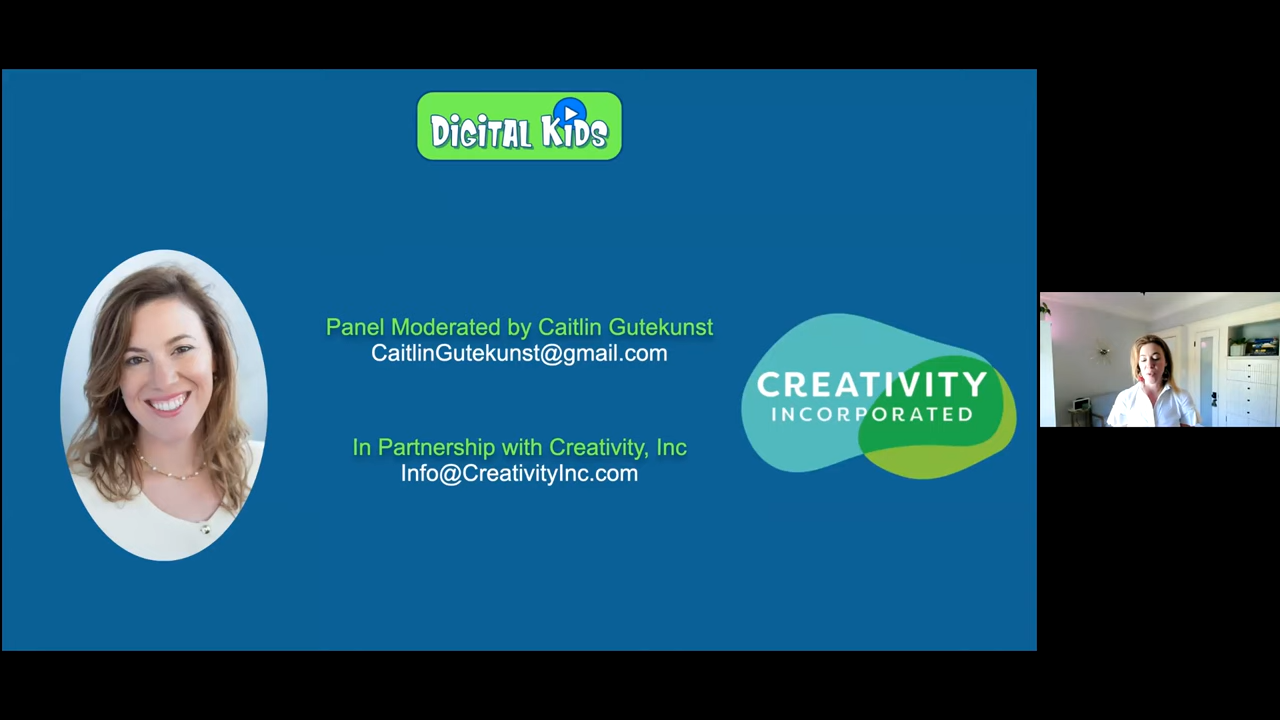 DIGITAL KIDS
Panel Moderated by Caitlin Gutekunst
CaitlinGutekunst@gmail.com
In Partnership with Creativity, Inc
Info@CreativityInc.com
CREATIVITY
INCORPORATED